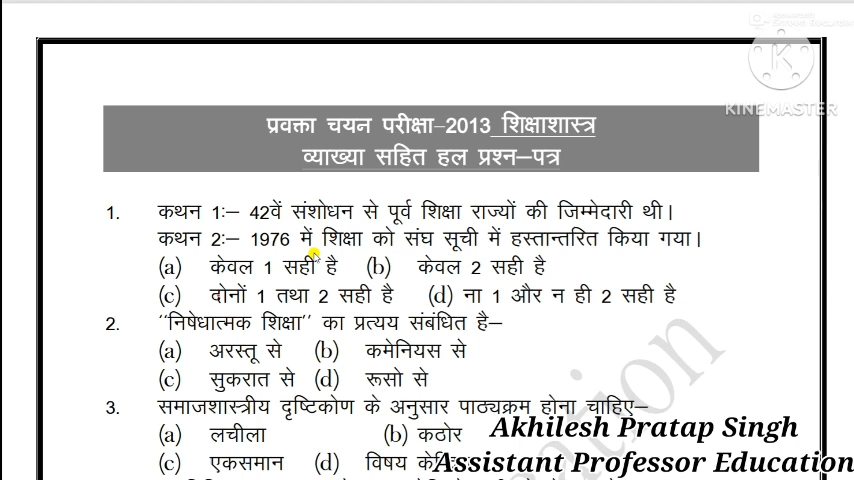 KINEMASTER
प्रवक्ता चयन परीक्षा–2013 शिक्षाशास्त्र
व्याख्या सहित हल प्रश्न–पत्र
1. कथन 1:– 42वें संशोधन से पूर्व शिक्षा राज्यों की जिम्मेदारी थी।
कथन 2:– 1976 में शिक्षा को संघ सूची में हस्तान्तरित किया गया।
(a) केवल 1 सही है (b) केवल 2 सही है
(c) दोनों 1 तथा 2 सही है (d) ना 1 और न ही 2 सही है
2. ‘‘निषेधात्मक शिक्षा’’ का प्रत्यय संबंधित है–
(a) अरस्तू से (b) कमेनियस से
(c) सुकरात से (d) रूसो से
3. समाजशास्त्रीय दृष्टिकोण के अनुसार पाठ्यक्रम होना चाहिए–
(a) लचीला (b) कठोर
(c) एकसमान (d) विषय
Akhilesh Pratap Singh
Assistant Professor Education